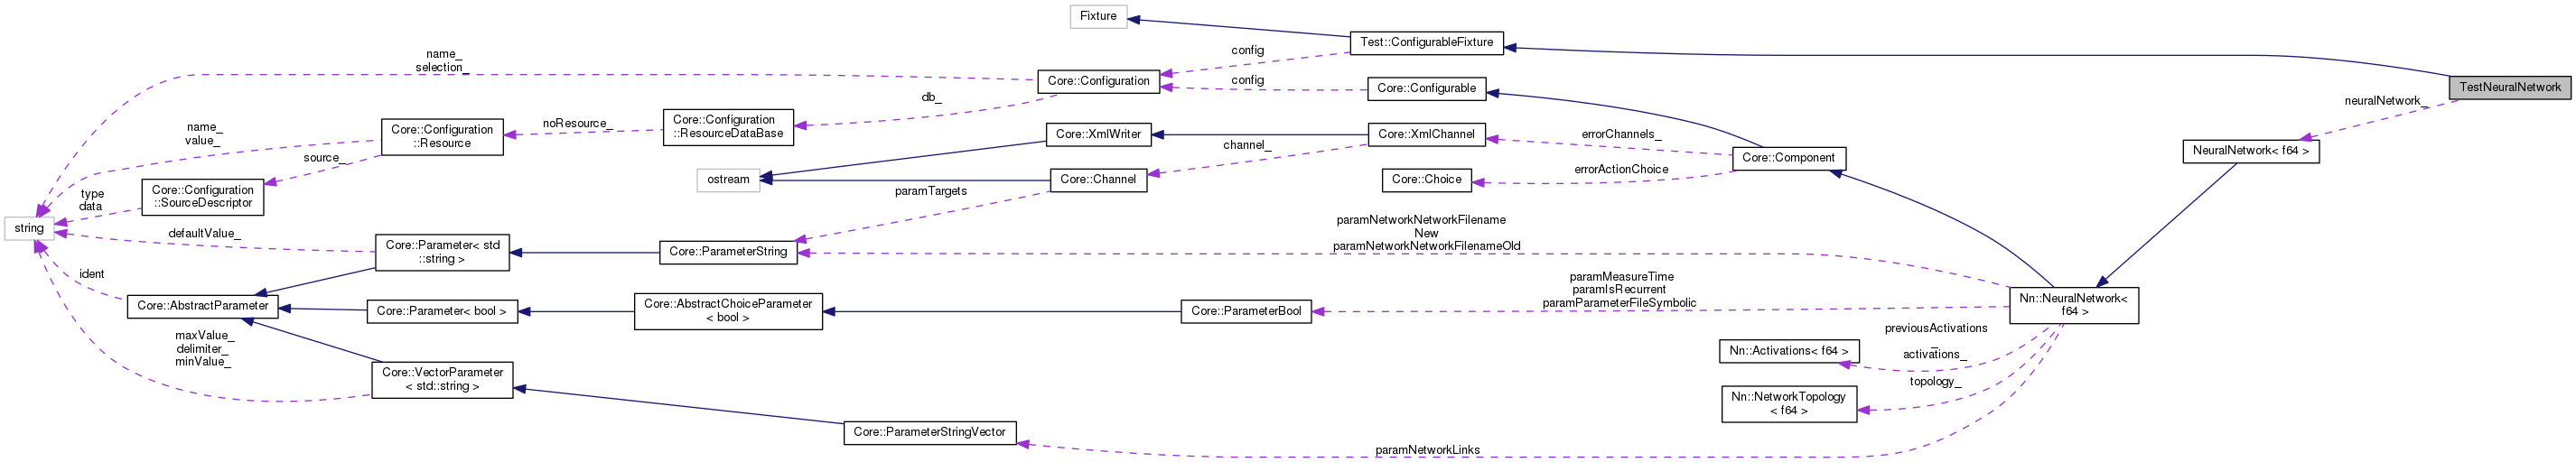 Fixture
Test::ConfigurableFixture
name_
selection_
config
Core::Configuration
config
Core::Configurable
TestNeuralNetwork
neuralNetwork_
db_
Core::Configuration
::ResourceDataBase
noResource_
name_
value_
Core::Configuration
::Resource
Core::XmlWriter
Core::XmlChannel
errorChannels_
channel_
Core::Component
NeuralNetwork< f64 >
source_
ostream
Core::Channel
Core::Choice
errorActionChoice
type
data
Core::Configuration
::SourceDescriptor
paramTargets
string
defaultValue_
Core::Parameter< std
::string >
Core::ParameterString
paramNetworkNetworkFilename
New
paramNetworkNetworkFilenameOld
ident
Core::AbstractParameter
Core::Parameter< bool >
Core::AbstractChoiceParameter
< bool >
Core::ParameterBool
paramMeasureTime
paramIsRecurrent
paramParameterFileSymbolic
Nn::NeuralNetwork<
f64 >
maxValue_
delimiter_
minValue_
Core::VectorParameter
< std::string >
Nn::Activations< f64 >
previousActivations
_
activations_
topology_
Nn::NetworkTopology
< f64 >
Core::ParameterStringVector
paramNetworkLinks